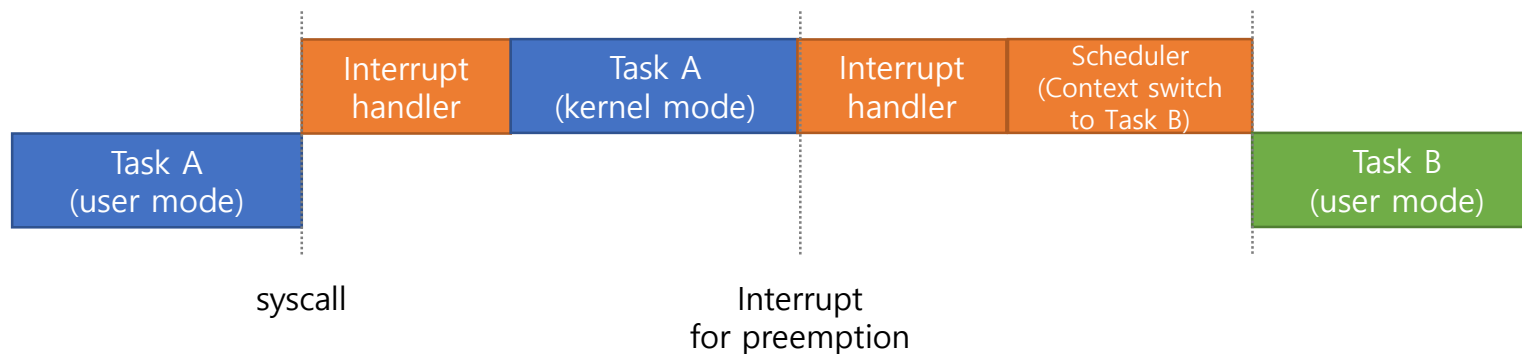 Interrupt
handler
Task A
(kernel mode)
Interrupt
handler
Scheduler
(Context switch
to Task B)
Task A
(user mode)
Task B
(user mode)
syscall
Interrupt
for preemption